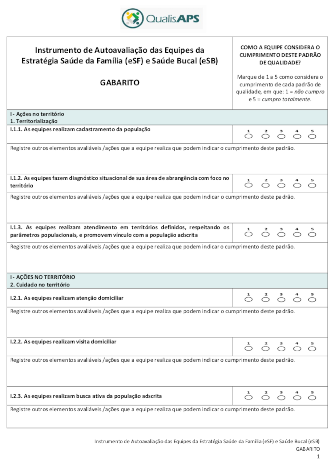 QualisAPS
Instrumento de Autoavaliação das Equipes da
Estratégia Saúde da Família (eSF) e Saúde Bucal (eSB)
GABARITO
COMO A EQUIPE CONSIDERA O
CUMPRIMENTO DESTE PADRÃO
DE QUALIDADE?
Marque de 1 a 5 como considera o
cumprimento de cada padrão de
qualidade, em que: 1 = não cumpro
e 5 = cumpro totalmente.
I - Ações no território
1. Territorialização
I.1.1. As equipes realizam cadastramento da população
1 2 3 4 5
Registre outros elementos avaliáveis /ações que a equipe realiza que podem indicar o cumprimento deste padrão.
I.1.2. As equipes fazem diagnóstico situacional de sua área de abrangência com foco no
território
1 2 3 4 5
Registre outros elementos avaliáveis /ações que a equipe realiza que podem indicar o cumprimento deste padrão.
I.1.3. As equipes realizam atendimento em territórios definidos, respeitando os
parâmetros populacionais, e promovem vínculo com a população adscrita
1 2 3 4 5
Registre outros elementos avaliáveis /ações que a equipe realiza que podem indicar o cumprimento deste padrão.
I - AÇÕES NO TERRITÓRIO
2. Cuidado no território
I.2.1. As equipes realizam atenção domiciliar
1 2 3 4 5
Registre outros elementos avaliáveis /ações que a equipe realiza que podem indicar o cumprimento deste padrão.
I.2.2. As equipes realizam visita domiciliar
1 2 3 4 5
Registre outros elementos avaliáveis /ações que a equipe realiza que podem indicar o cumprimento deste padrão.
I.2.3. As equipes realizam busca ativa da população adscrita
1 2 3 4 5
Registre outros elementos avaliáveis /ações que a equipe realiza que podem indicar o cumprimento deste padrão.
Instrumento de Autoavaliação das Equipes da Estratégia Saúde da Família (eSF) e Saúde Bucal (eSB)
GABARITO
1